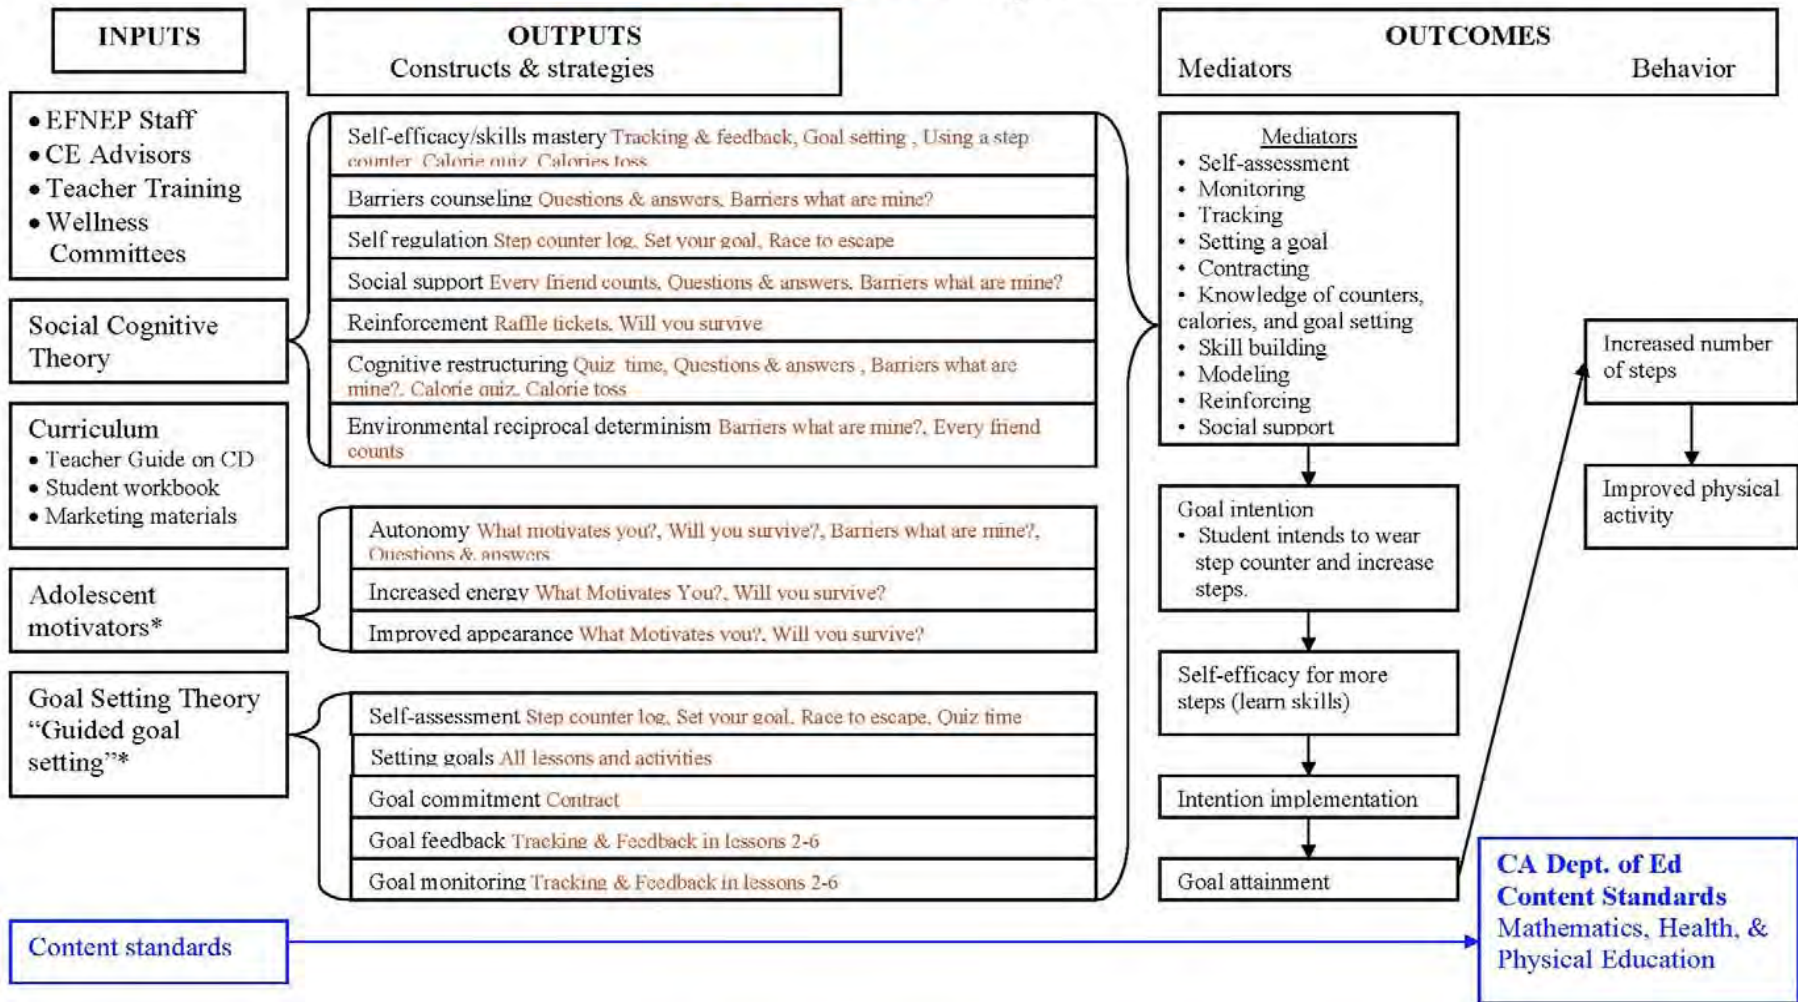 INPUTS
OUTPUTS
Constructs & strategies
OUTCOMES
Mediators Behavior
• EFNEP Staff
• CE Advisors
• Teacher Training
• Wellness
Committees
Social Cognitive
Theory
Curriculum
• Teacher Guide on CD
• Student workbook
• Marketing materials
Adolescent
motivators*
Goal Setting Theory
“Guided goal
setting”*
Content standards
Self-efficacy/skills mastery Tracking & feedback, Goal setting , Using a step
counter, Calorie quiz, Calories toss
Barriers counseling Questions & answers, Barriers what are mine?
Self regulation Step counter log, Set your goal, Race to escape
Social support Every friend counts, Questions & answers, Barriers what are mine?
Reinforcement Raffle tickets, Will you survive
Cognitive restructuring Quiz time, Questions & answers , Barriers what are
mine?, Calorie quiz, Calorie toss
Environmental reciprocal determinism Barriers what are mine?, Every friend
counts
Autonomy What motivates you?, Will you survive?, Barriers what are mine?,
Questions & answers
Increased energy What Motivates You?, Will you survive?
Improved appearance What Motivates you?, Will you survive?
Self-assessment Step counter log, Set your goal, Race to escape, Quiz time
Setting goals All lessons and activities
Goal commitment Contract
Goal feedback Tracking & Feedback in lessons 2-6
Goal monitoring Tracking & Feedback in lessons 2-6
Mediators
• Self-assessment
• Monitoring
• Tracking
• Setting a goal
• Contracting
• Knowledge of counters,
calories, and goal setting
• Skill building
• Modeling
• Reinforcing
• Social support
Goal intention
• Student intends to wear
step counter and increase
steps.
Self-efficacy for more
steps (learn skills)
Intention implementation
Goal attainment
Increased number
of steps
Improved physical
activity
CA Dept. of Ed
Content Standards
Mathematics, Health, &
Physical Education